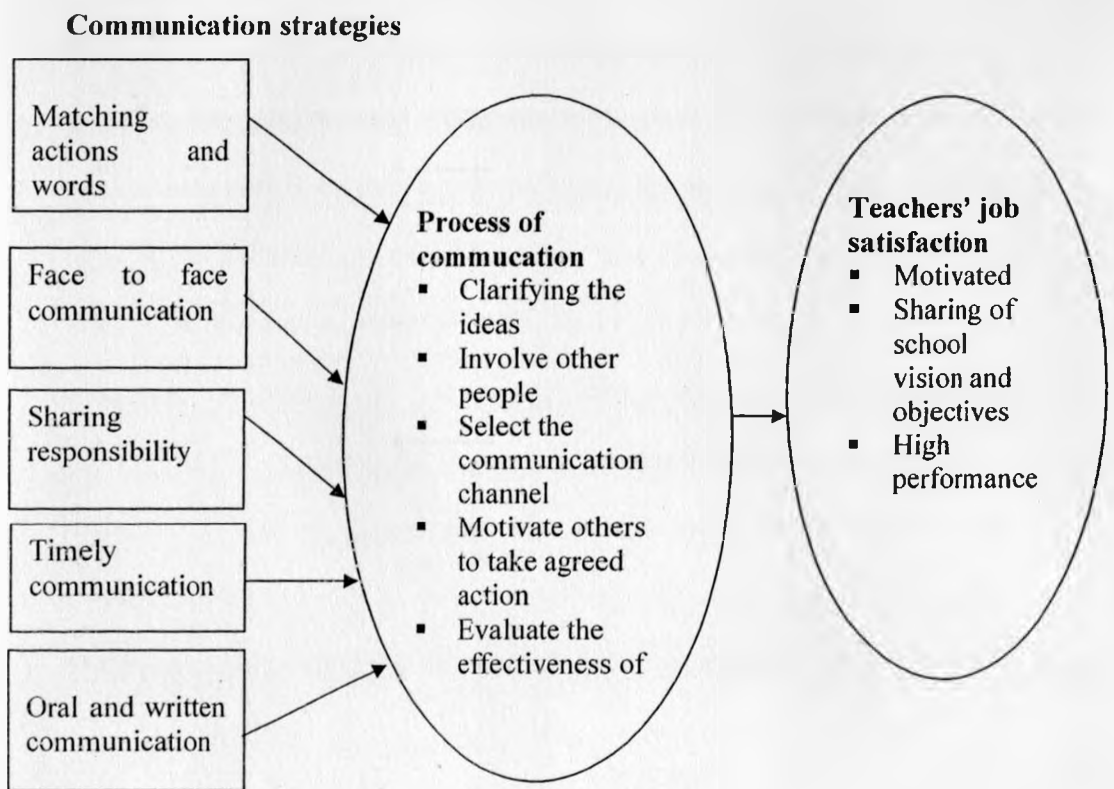 Communication strategies
Matching
actions and
words
Face to face
communication
Sharing
responsibility
Timely
communication
Oral and written
communication
Process of
commucation
▪ Clarifying the
ideas
▪ Involve other
people
▪ Select the
communication
channel
▪ Motivate others
to take agreed
action
▪ Evaluate the
effectiveness of
Teachers' job
satisfaction
▪ Motivated
▪ Sharing of
school
vision and
objectives
▪ High
performance